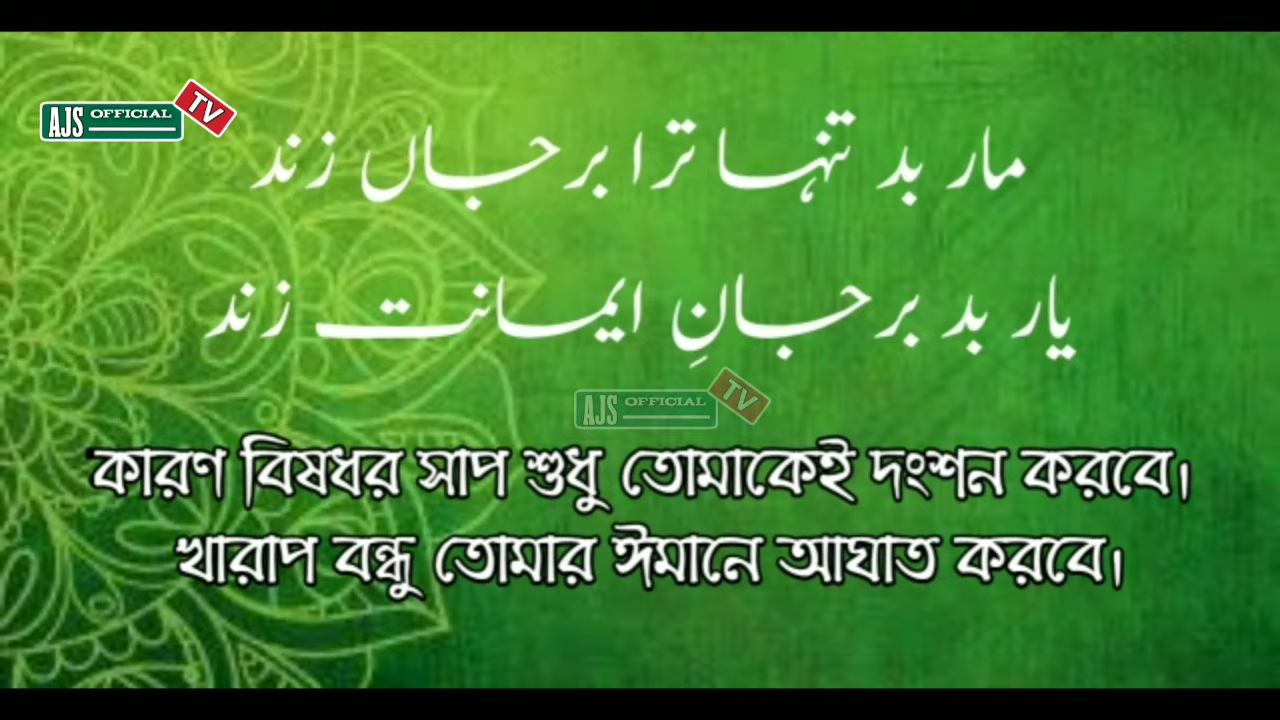 AJS OFFICIAL TV
مار بد تنہا ترا بر جاں زند
یار بد بر جانِ ایمانت زند
AJS OFFICIAL TV
কারণ বিষধর সাপ শুধু তোমাকেই দংশন করবে।
খারাপ বন্ধু তোমার ঈমানে আঘাত করবে।